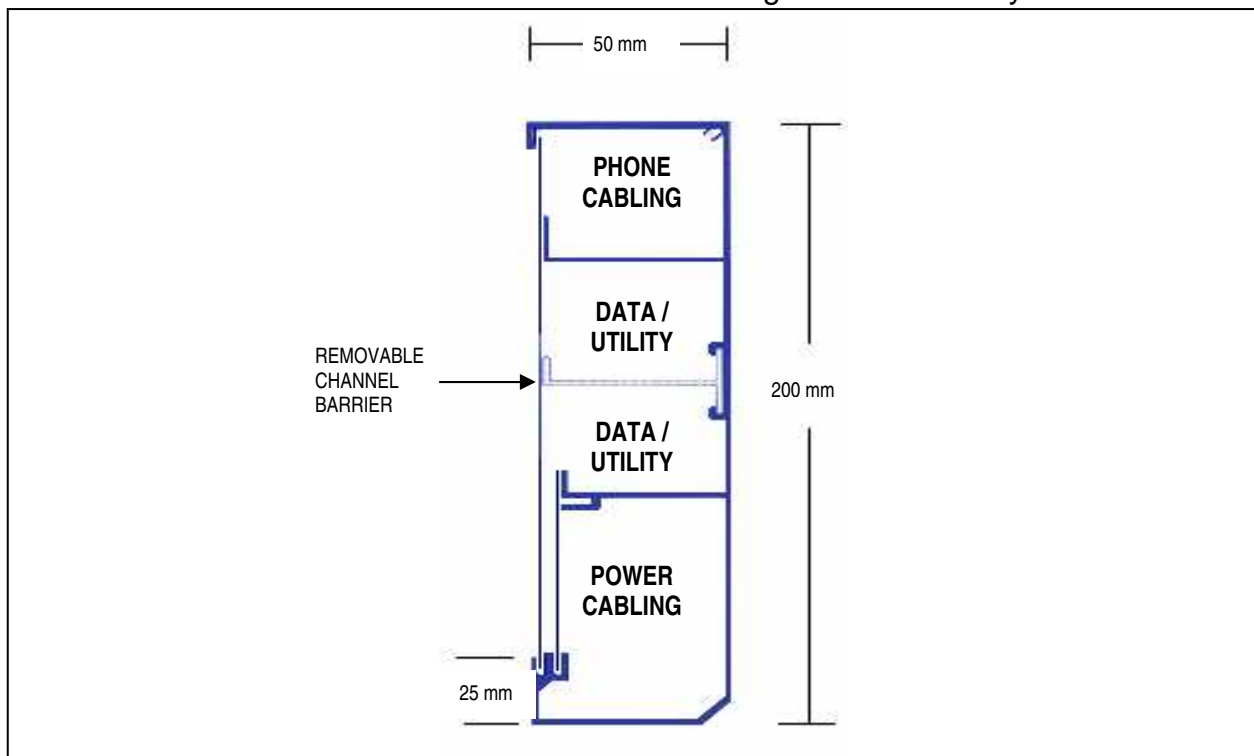 50 mm
PHONE
CABLING
DATA /
UTILITY
REMOVABLE
CHANNEL
BARRIER
200 mm
DATA /
UTILITY
POWER
CABLING
25 mm